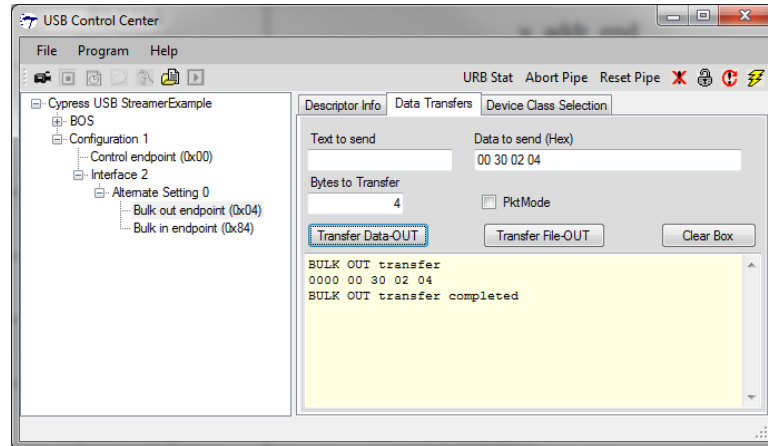 USB Control Center
File Program Help
URB Stat Abort Pipe Reset Pipe
Cypress USB StreamerExample
BOS
Configuration 1
Control endpoint (0x00)
Interface 2
Alternate Setting 0
Bulk out endpoint (0x04)
Bulk in endpoint (0x84)
Descriptor Info Data Transfers Device Class Selection
Text to send Data to send (Hex)
00 30 02 04
Bytes to Transfer
4 PktMode
Transfer Data-OUT Transfer File-OUT Clear Box
BULK OUT transfer
0000 00 30 02 04
BULK OUT transfer completed